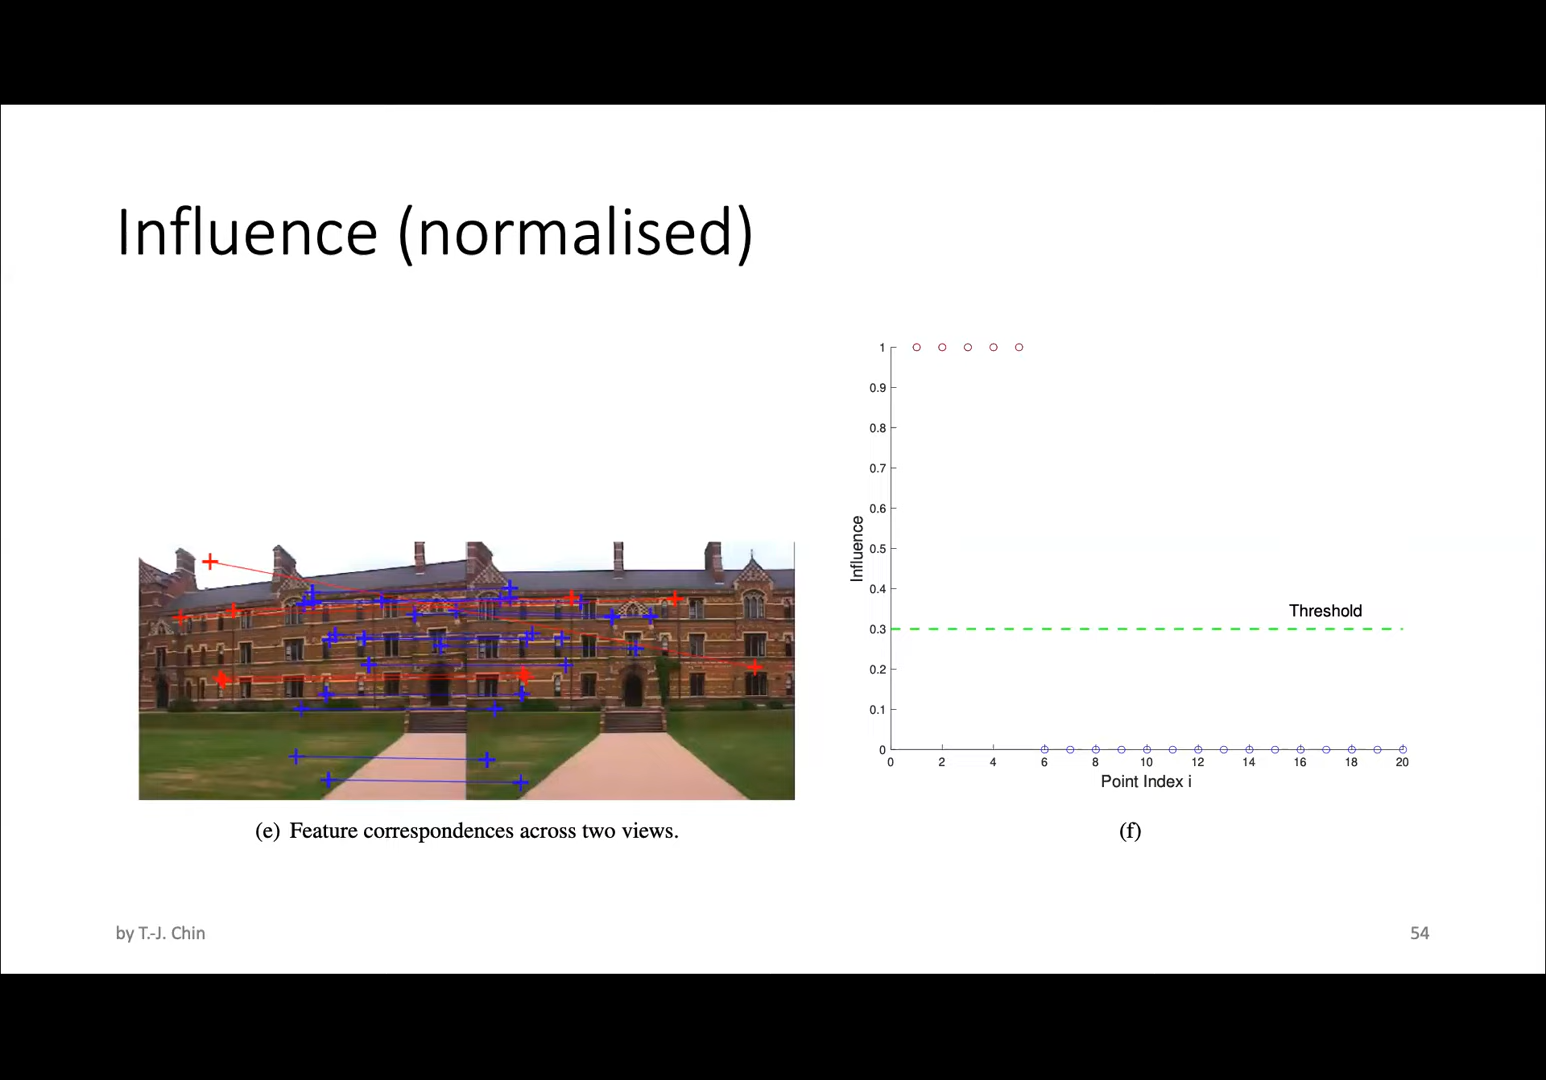 Influence (normalised)
1
0.9
0.8
0.7
0.6
0.5
0.4
0.3
0.2
0.1
0
Influence
Threshold
0 2 4 6 8 10 12 14 16 18 20
Point Index i
(e) Feature correspondences across two views.
(f)
by T.-J. Chin
54